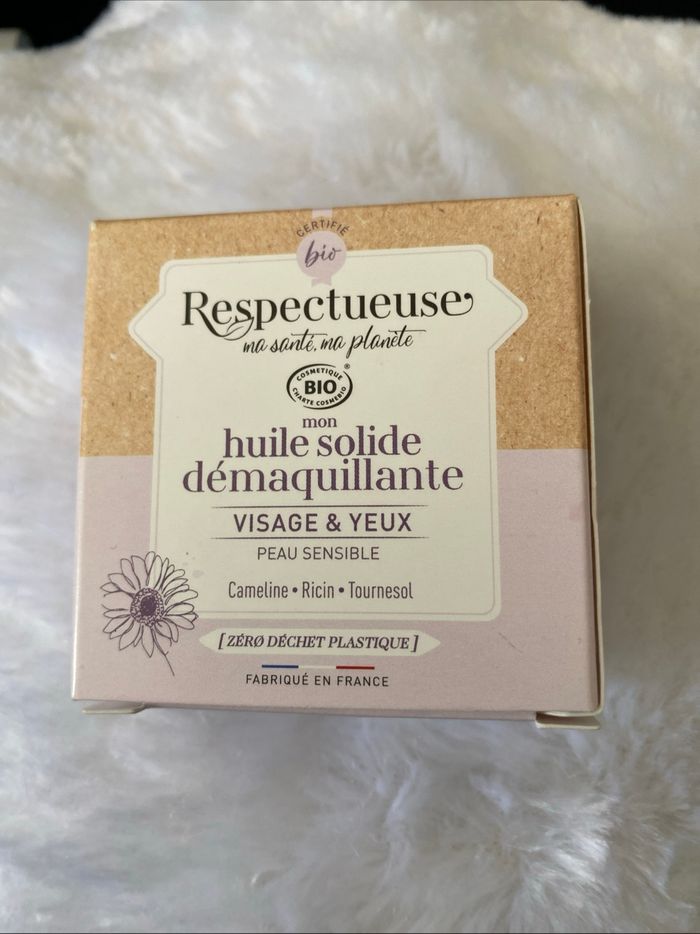 CERTIFIÉ
bio
Respectueuse
ma santé, ma planète
COSMETIQUE
BIO®
CHARTE COSMEBIO
mon
huile solide
démaquillante
VISAGE & YEUX
PEAU SENSIBLE
Cameline • Ricin • Tournesol
[ ZÉRØ DÉCHET PLASTIQUE ]
FABRIQUÉ EN FRANCE